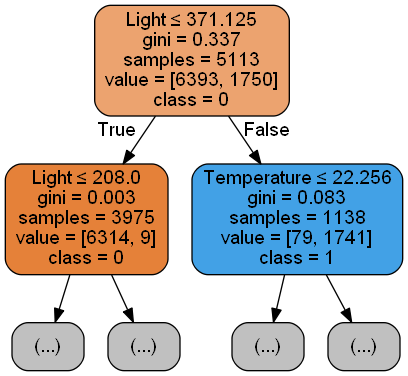 Light ≤ 371.125
gini = 0.337
samples = 5113
value = [6393, 1750]
class = 0
True
False
Light ≤ 208.0
gini = 0.003
samples = 3975
value = [6314, 9]
class = 0
Temperature ≤ 22.256
gini = 0.083
samples = 1138
value = [79, 1741]
class = 1
(...)
(...)
(...)
(...)